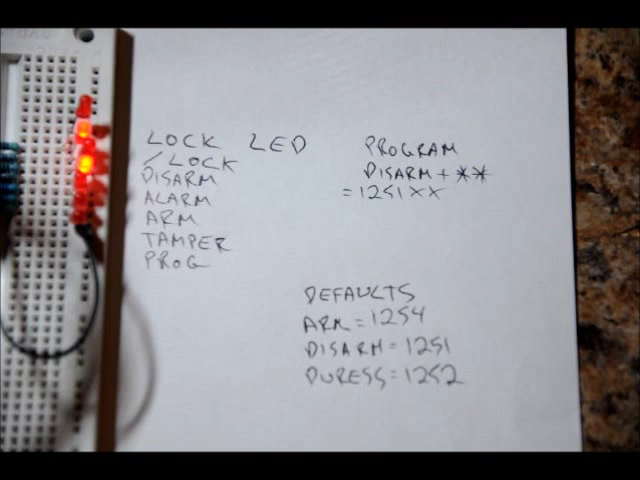 LOCK LED
/LOCK
DISARM
ALARM
ARM
TAMPER
PROG
PROGRAM
DISARM + **
= 1251XX
DEFAULTS
ARM = 1254
DISARM = 1251
DURESS = 1252